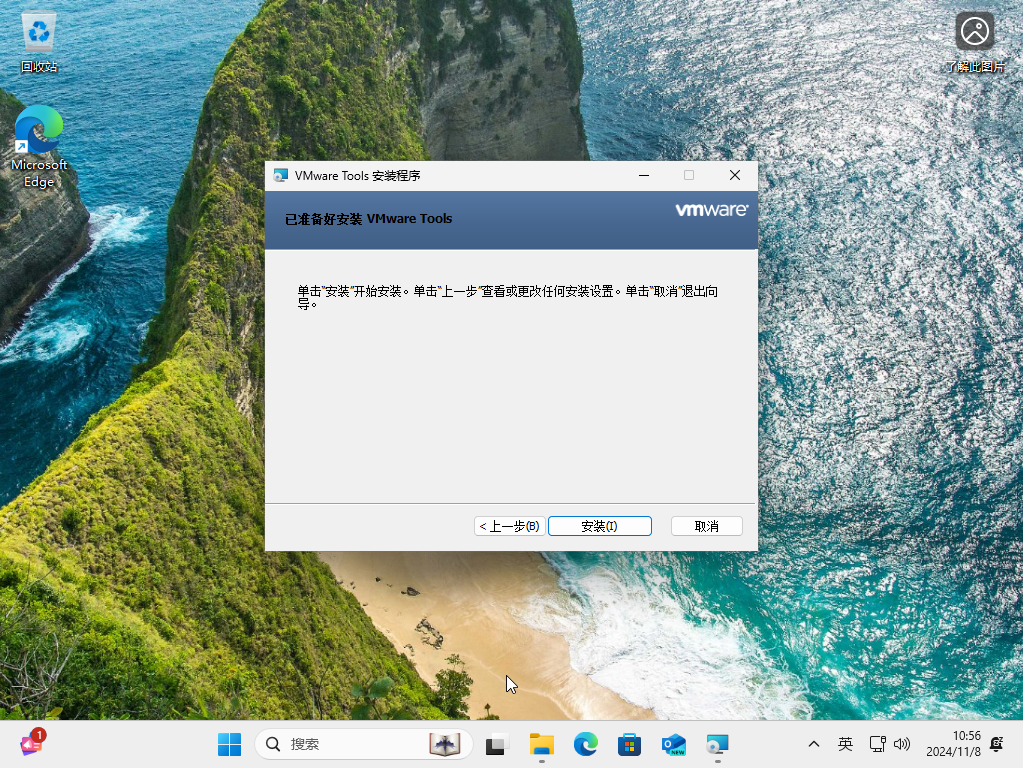 回收站
Microsoft
Edge
了解此图片
VMware Tools 安装程序
已准备好安装 VMware Tools
vmware
单击"安装"开始安装。单击"上一步"查看或更改任何安装设置。单击"取消"退出向
导。
< 上一步(B)
安装(I)
取消
1
搜索
NEW
英
10:56
2024/11/8